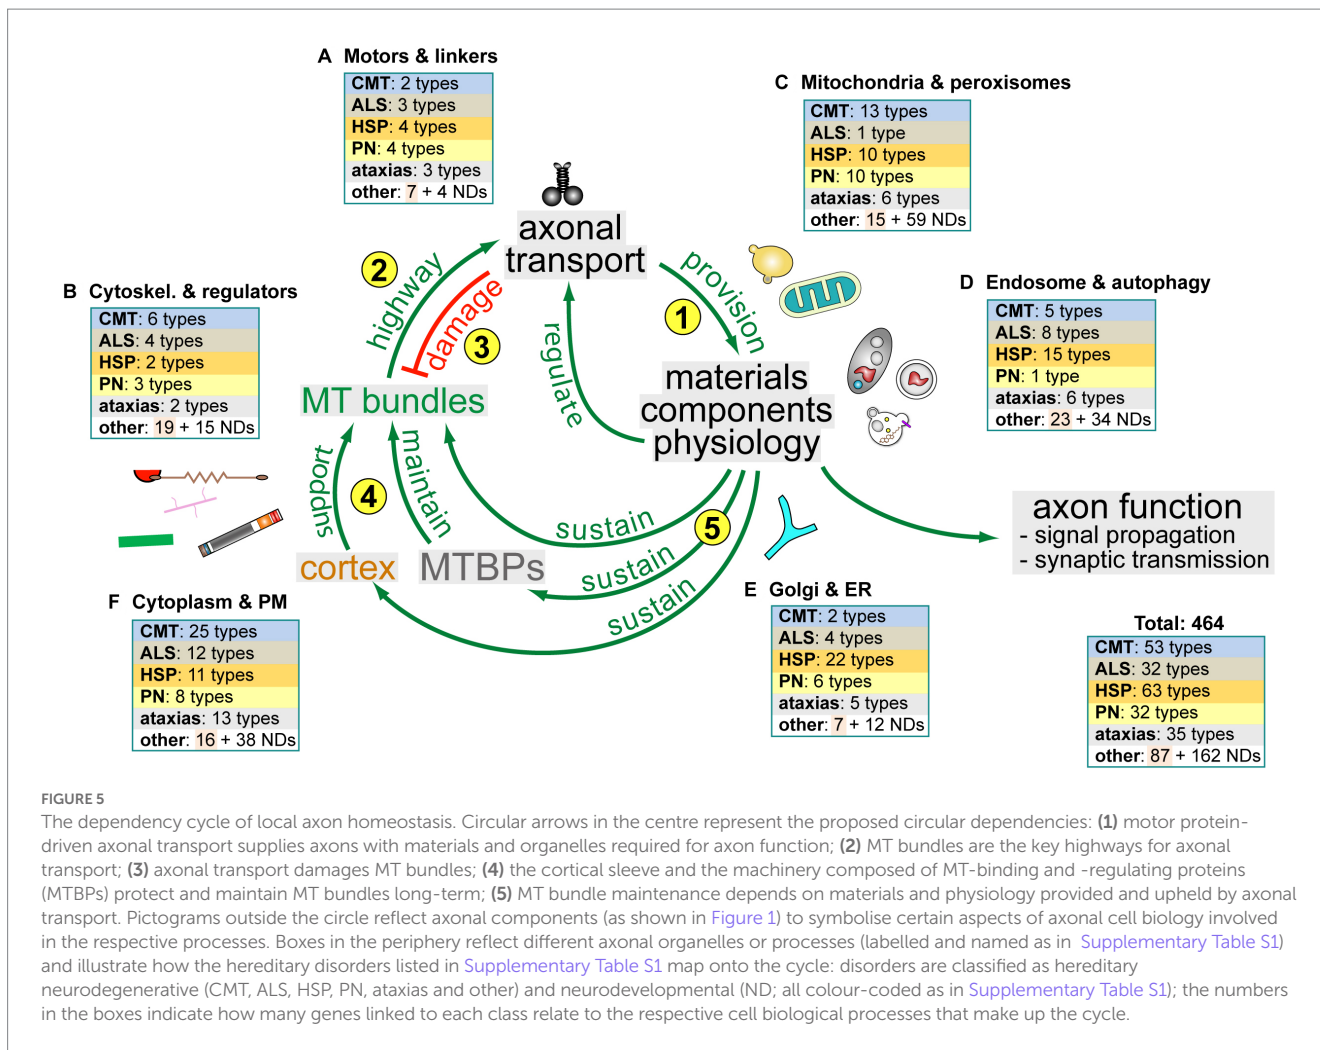 A Motors & linkers
CMT: 2 types
ALS: 3 types
HSP: 4 types
PN: 4 types
ataxias: 3 types
other: 7 + 4 NDs
C Mitochondria & peroxisomes
CMT: 13 types
ALS: 1 type
HSP: 10 types
PN: 10 types
ataxias: 6 types
other: 15 + 59 NDs
B Cytoskel. & regulators
CMT: 6 types
ALS: 4 types
HSP: 2 types
PN: 3 types
ataxias: 2 types
other: 19 + 15 NDs
D Endosome & autophagy
CMT: 5 types
ALS: 8 types
HSP: 15 types
PN: 1 type
ataxias: 6 types
other: 23 + 34 NDs
axonal
transport
2
highway
damage
3
provision
1
regulate
MT bundles
materials
components
physiology
support
4
maintain
sustain
5
sustain
sustain
cortex
MTBPs
axon function
- signal propagation
- synaptic transmission
F Cytoplasm & PM
CMT: 25 types
ALS: 12 types
HSP: 11 types
PN: 8 types
ataxias: 13 types
other: 16 + 38 NDs
E Golgi & ER
CMT: 2 types
ALS: 4 types
HSP: 22 types
PN: 6 types
ataxias: 5 types
other: 7 + 12 NDs
Total: 464
CMT: 53 types
ALS: 32 types
HSP: 63 types
PN: 32 types
ataxias: 35 types
other: 87 + 162 NDs
FIGURE 5
The dependency cycle of local axon homeostasis. Circular arrows in the centre represent the proposed circular dependencies: (1) motor protein-
driven axonal transport supplies axons with materials and organelles required for axon function; (2) MT bundles are the key highways for axonal
transport; (3) axonal transport damages MT bundles; (4) the cortical sleeve and the machinery composed of MT-binding and -regulating proteins
(MTBPs) protect and maintain MT bundles long-term; (5) MT bundle maintenance depends on materials and physiology provided and upheld by axonal
transport. Pictograms outside the circle reflect axonal components (as shown in Figure 1) to symbolise certain aspects of axonal cell biology involved
in the respective processes. Boxes in the periphery reflect different axonal organelles or processes (labelled and named as in Supplementary Table S1)
and illustrate how the hereditary disorders listed in Supplementary Table S1 map onto the cycle: disorders are classified as hereditary
neurodegenerative (CMT, ALS, HSP, PN, ataxias and other) and neurodevelopmental (ND; all colour-coded as in Supplementary Table S1); the numbers
in the boxes indicate how many genes linked to each class relate to the respective cell biological processes that make up the cycle.